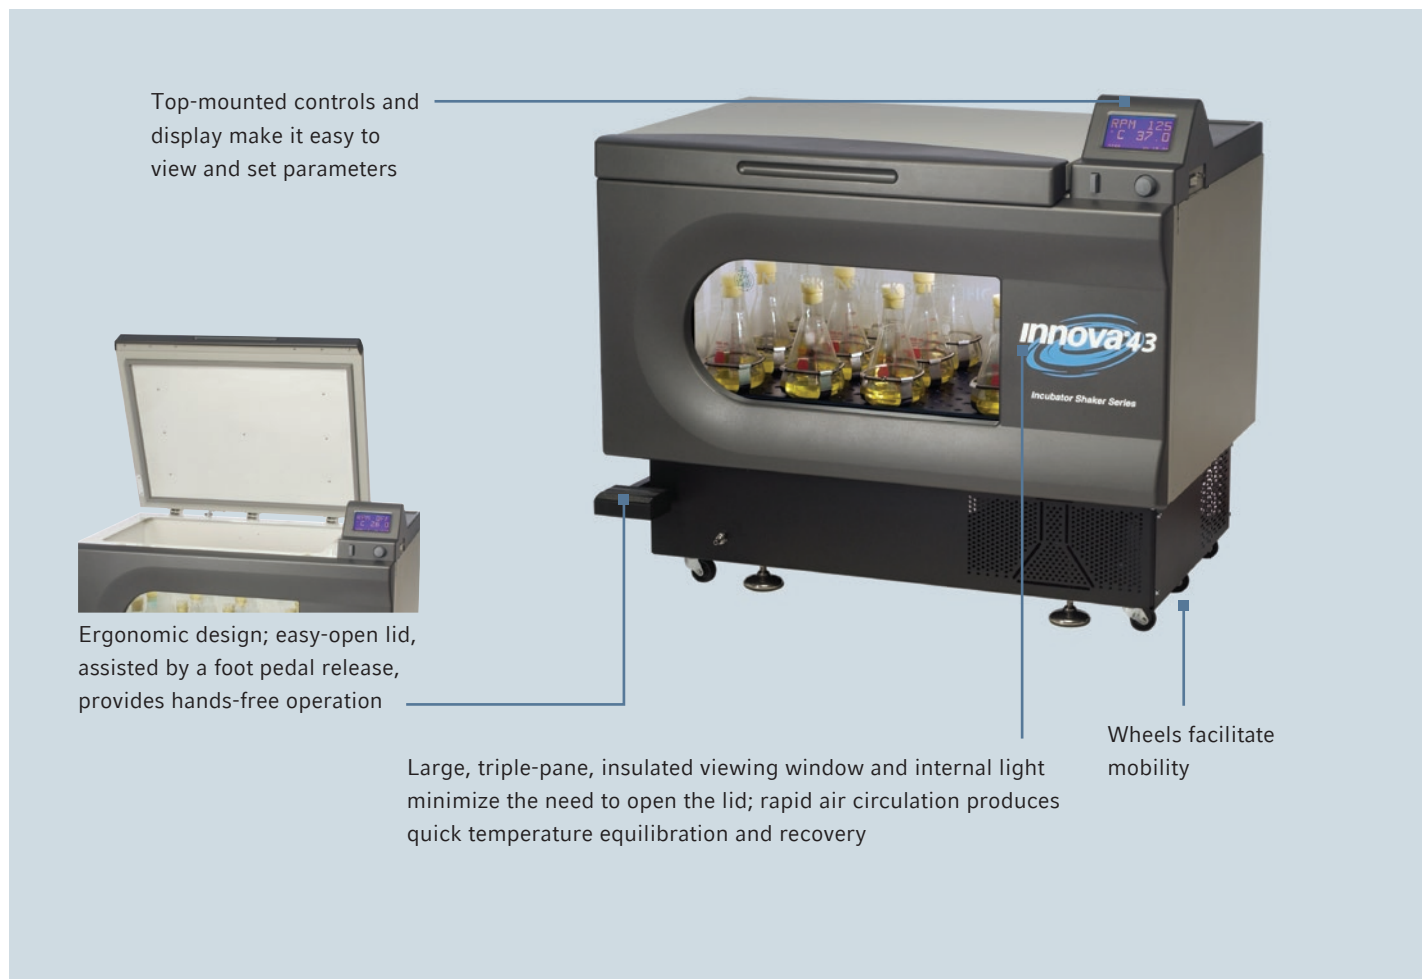 Top-mounted controls and
display make it easy to
view and set parameters
RPM 125
°C 37.0
innova 43
Incubator Shaker Series
RPM OFF
Ergonomic design; easy-open lid,
assisted by a foot pedal release,
provides hands-free operation
Large, triple-pane, insulated viewing window and internal light
minimize the need to open the lid; rapid air circulation produces
quick temperature equilibration and recovery
Wheels facilitate
mobility